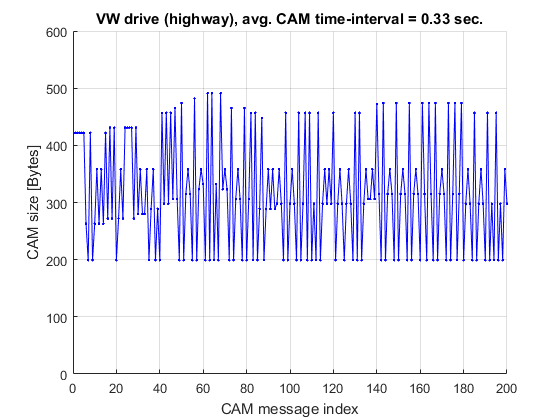 VW drive (highway), avg. CAM time-interval = 0.33 sec.
600
500
400
300
200
100
0
CAM size [Bytes]
0 20 40 60 80 100 120 140 160 180 200
CAM message index